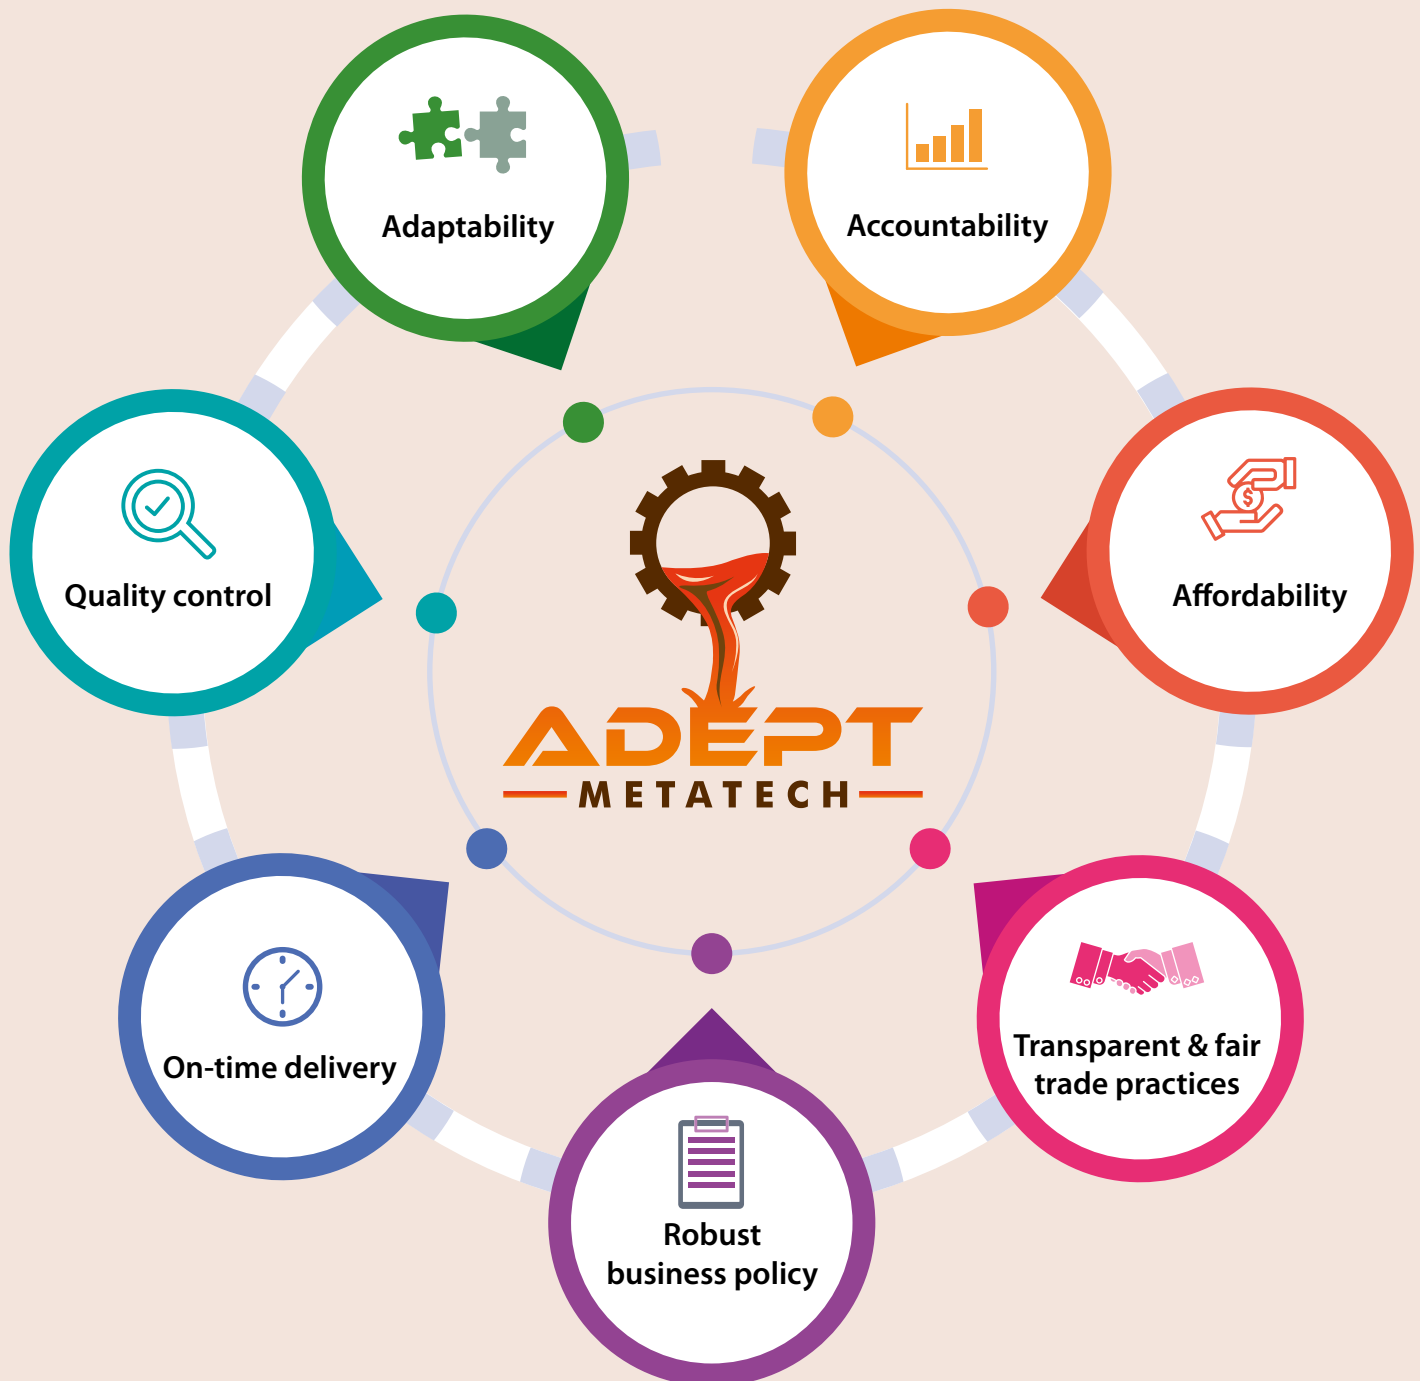 Adaptability
Accountability
Quality control
Affordability
ADEPT
METATECH
On-time delivery
Transparent & fair
trade practices
Robust
business policy
$